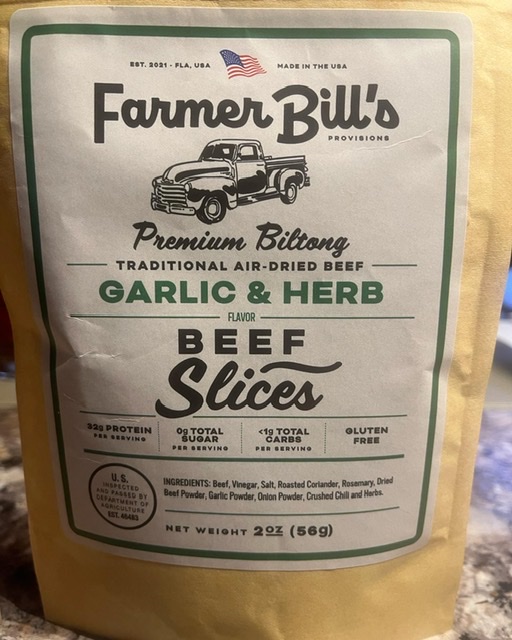 EST. 2021 - FLA, USA MADE IN THE USA
Farmer Bill's
PROVISIONS
Premium Biltong
TRADITIONAL AIR-DRIED BEEF
GARLIC & HERB
FLAVOR
BEEF
Slices
32g PROTEIN
PER SERVING
0g TOTAL
SUGAR
PER SERVING
<1g TOTAL
CARBS
PER SERVING
GLUTEN
FREE
U.S.
INSPECTED
AND PASSED BY
DEPARTMENT OF
AGRICULTURE
EST. 46483
INGREDIENTS: Beef, Vinegar, Salt, Roasted Coriander, Rosemary, Dried
Beef Powder, Garlic Powder, Onion Powder, Crushed Chili and Herbs.
NET WEIGHT 2OZ (56g)